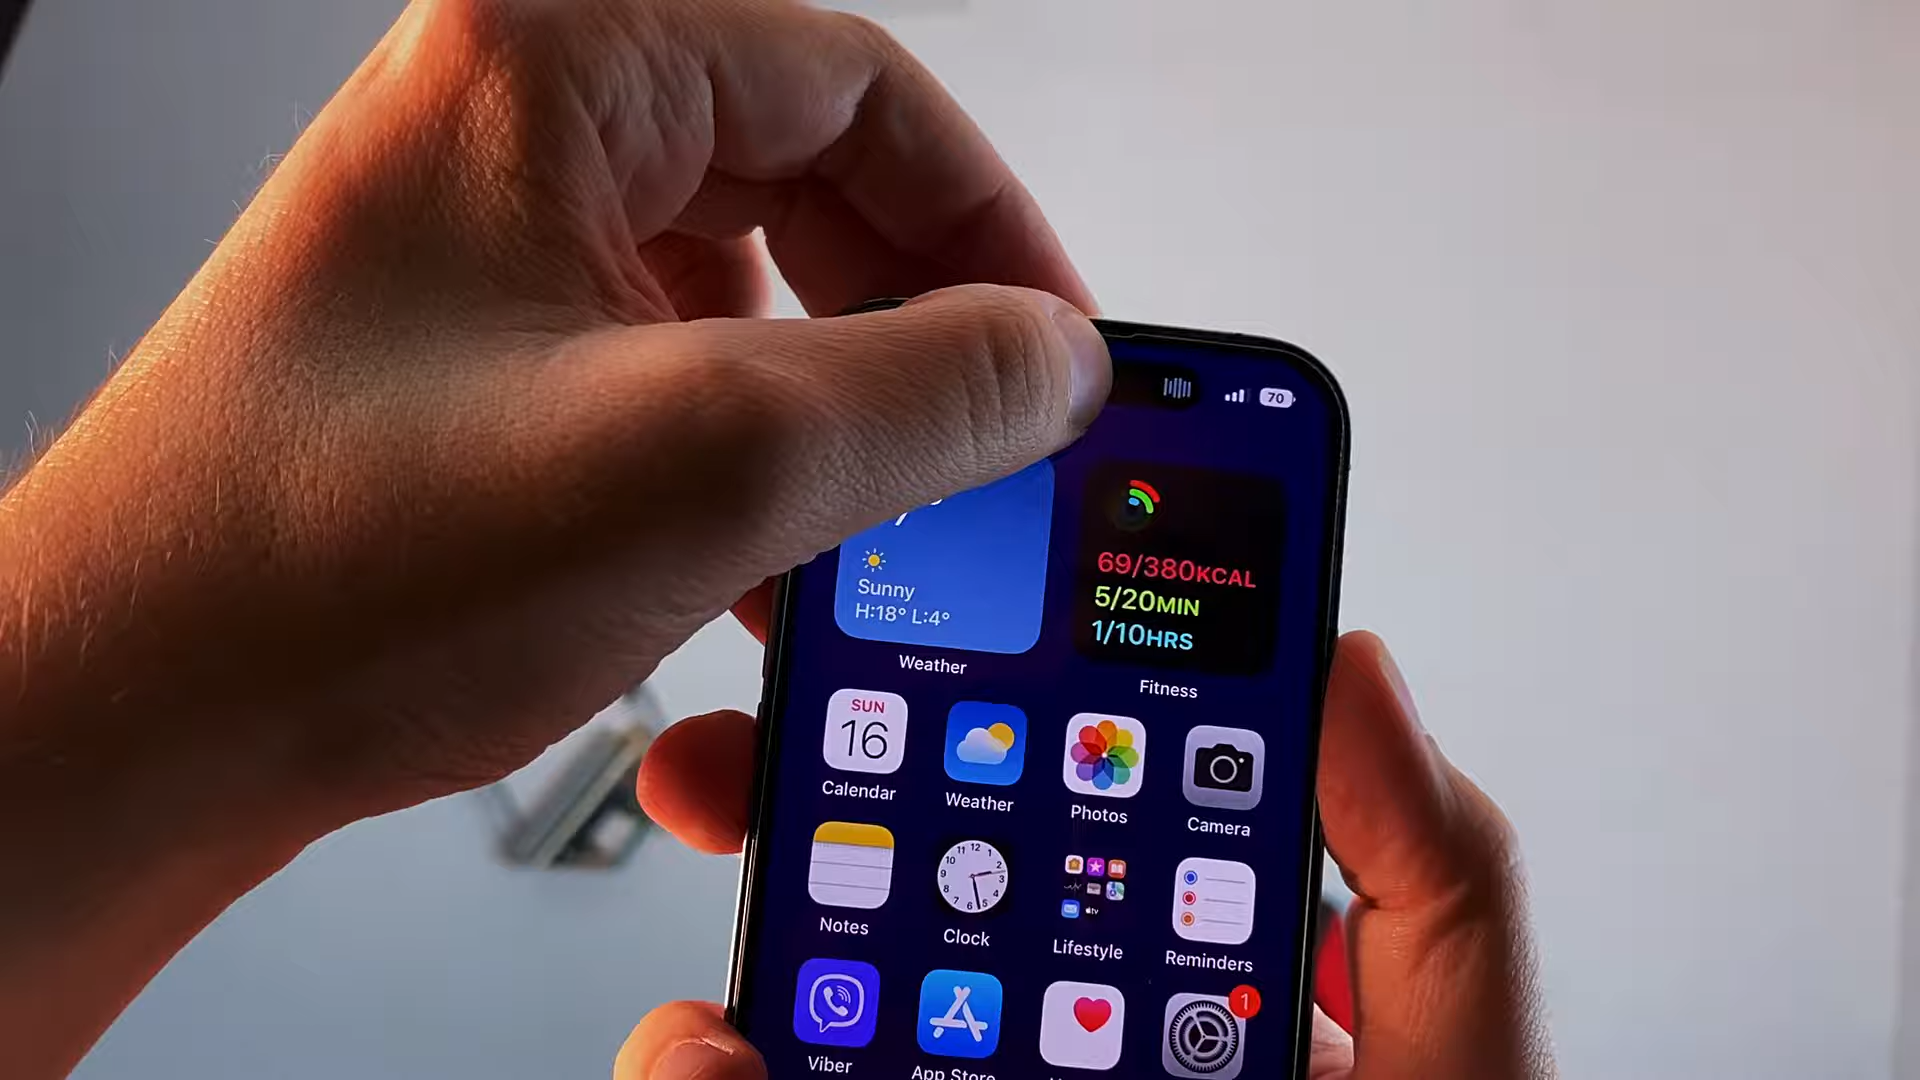 70
Sunny
H:18° L:4°
Weather
69/380KCAL
5/20MIN
1/10HRS
Fitness
SUN
16
Calendar
Weather
Photos
Camera
Notes
Clock
Lifestyle
Reminders
1
Viber
App Store